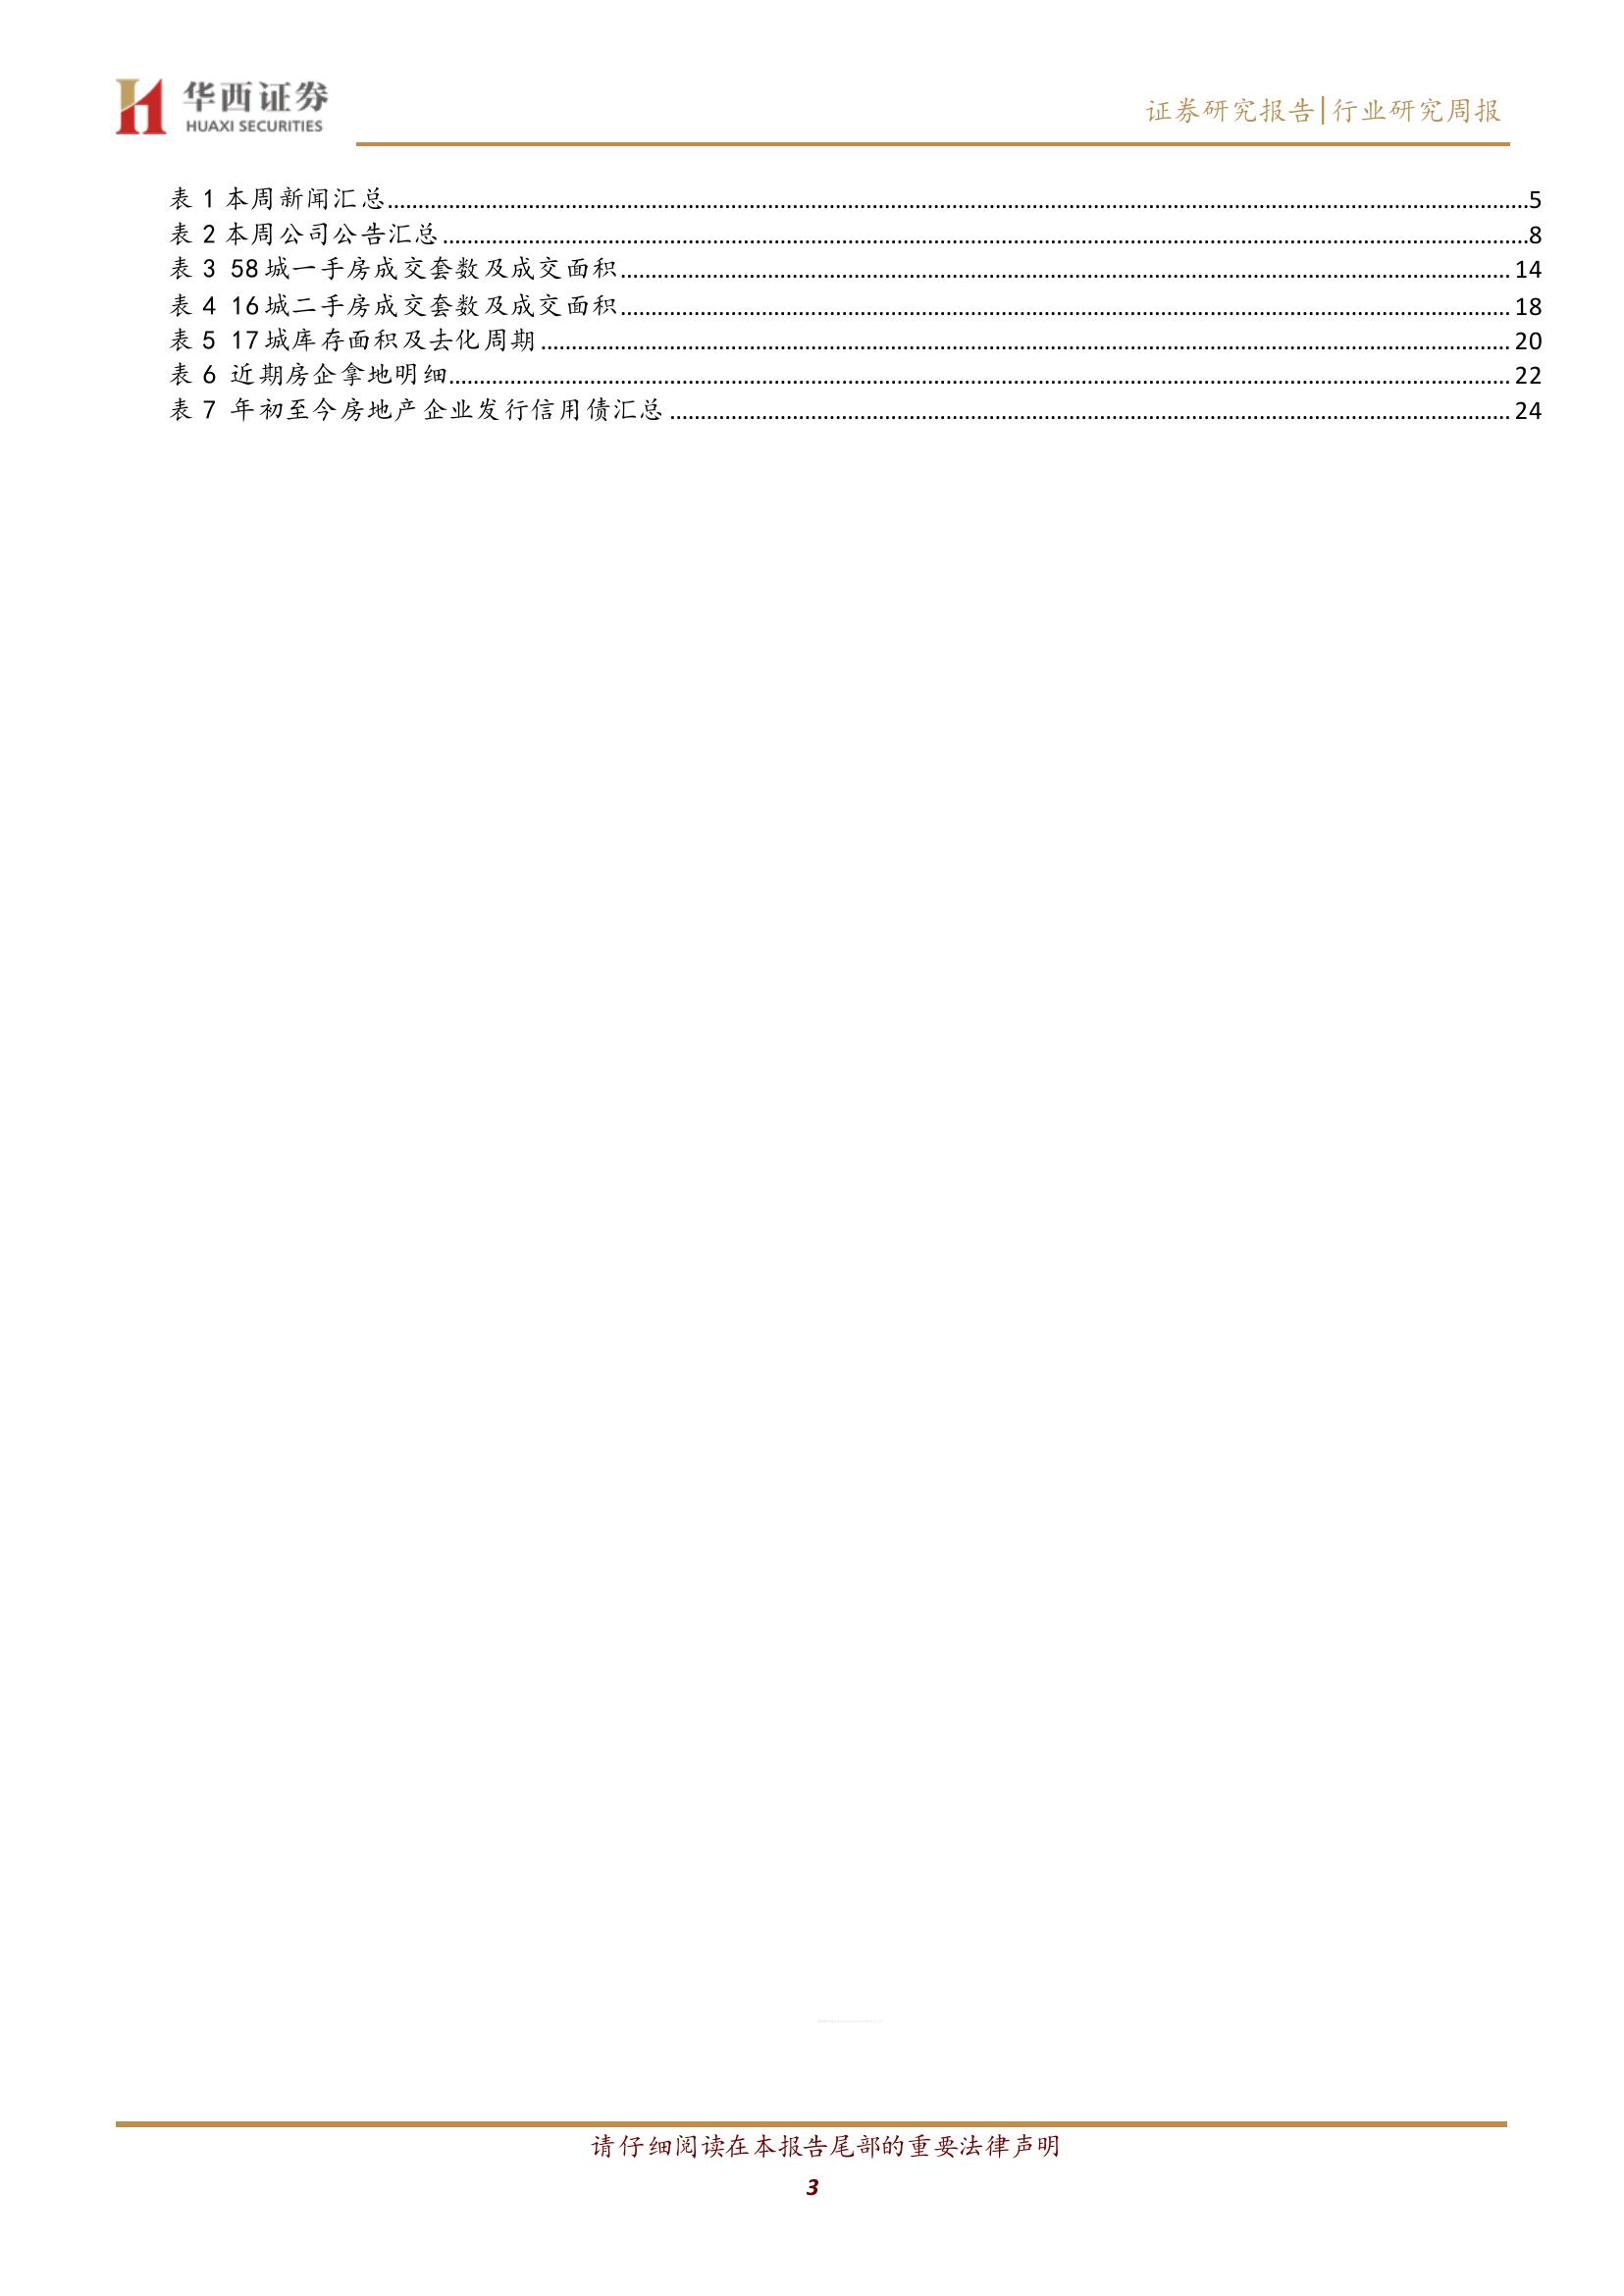 华西证券
HUAXI SECURITIES
证券研究报告|行业研究周报
表 1 本周新闻汇总........................................5
表 2 本周公司公告汇总........................................8
表 3 58 城一手房成交套数及成交面积........................................14
表 4 16 城二手房成交套数及成交面积........................................18
表 5 17 城库存面积及去化周期........................................20
表 6 近期房企拿地明细........................................22
表 7 年初至今房地产企业发行信用债汇总........................................24
请仔细阅读在本报告尾部的重要法律声明
3